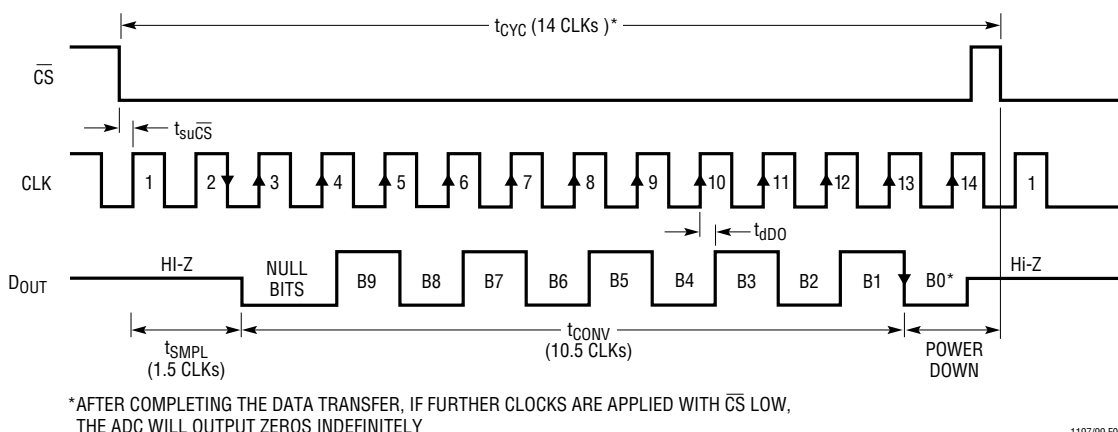 tCYC (14 CLKs )*
CS
tsuCS
CLK
1 2 3 4 5 6 7 8 9 10 11 12 13 14 1
tdDO
HI-Z
Hi-Z
DOUT
NULL
BITS
B9 B8 B7 B6 B5 B4 B3 B2 B1 B0*
tSMPL
(1.5 CLKs)
tCONV
(10.5 CLKs)
POWER
DOWN
*AFTER COMPLETING THE DATA TRANSFER, IF FURTHER CLOCKS ARE APPLIED WITH CS LOW,
THE ADC WILL OUTPUT ZEROS INDEFINITELY